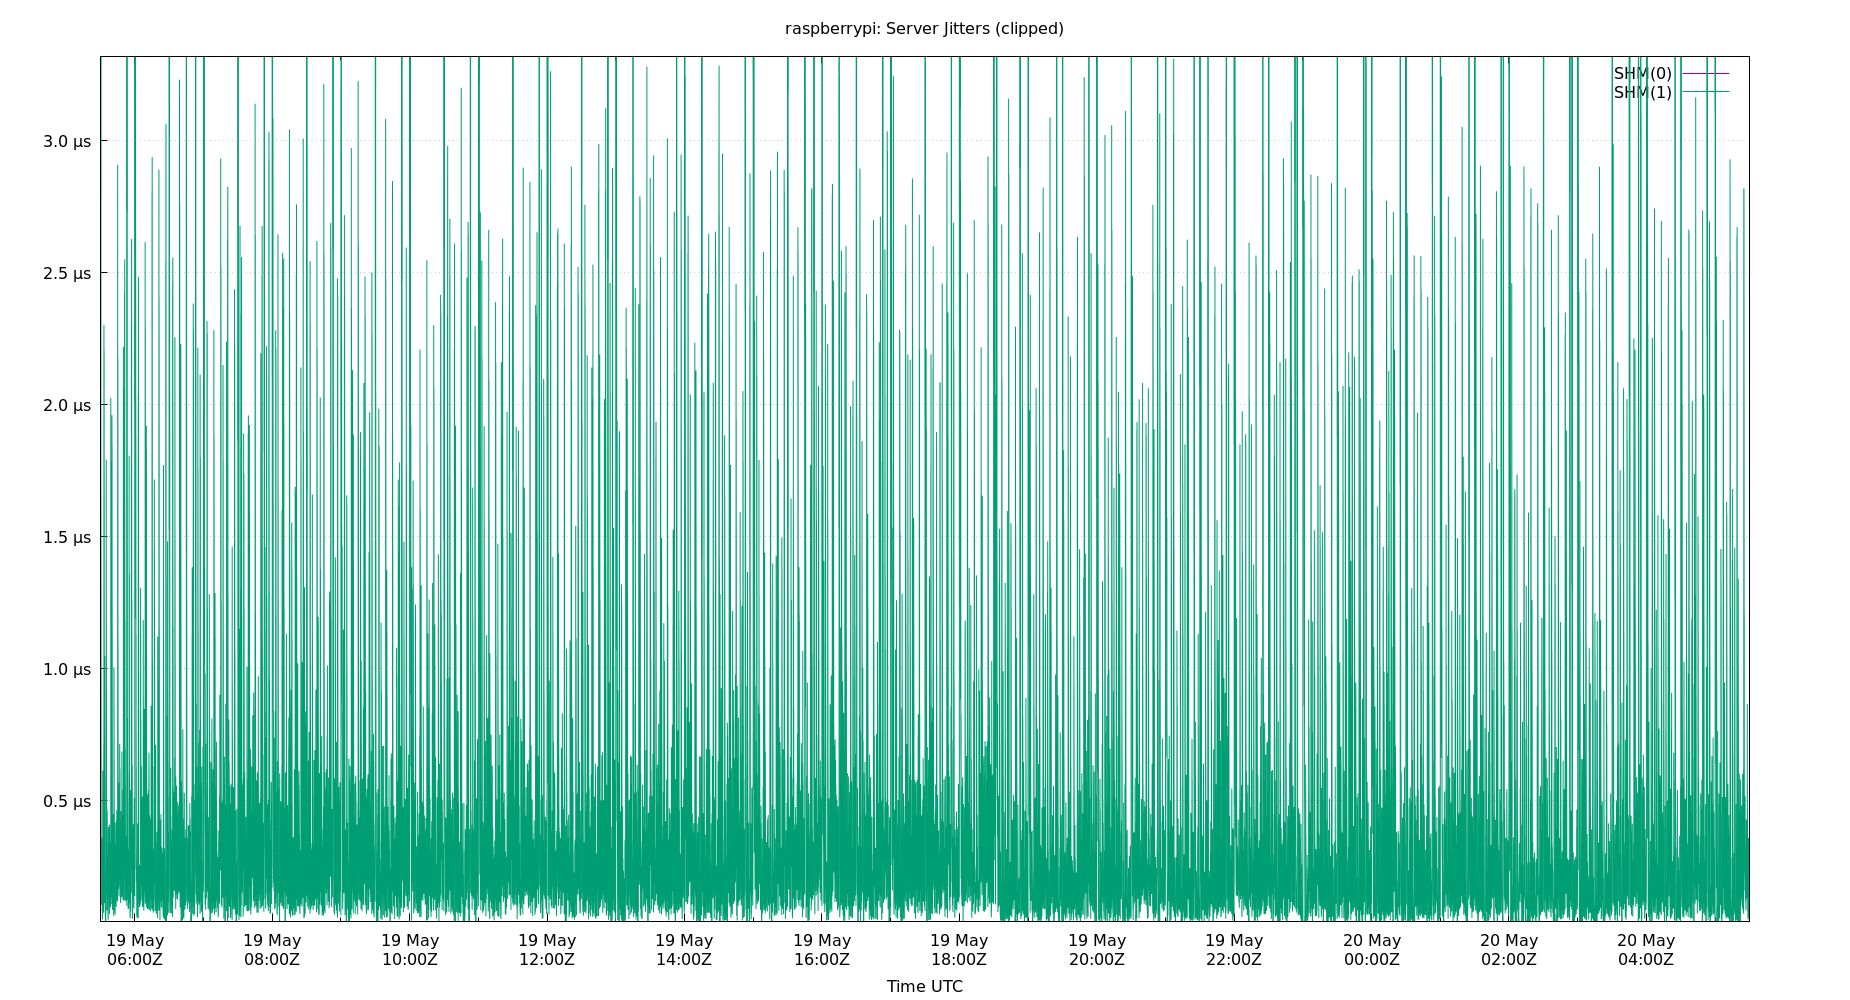 raspberrypi: Server Jitters (clipped)
SHM(0)
SHM(1)
3.0 µs
2.5 µs
2.0 µs
1.5 µs
1.0 µs
0.5 µs
19 May 19 May 19 May 19 May 19 May 19 May 19 May 19 May 19 May 20 May 20 May 20 May
06:00Z 08:00Z 10:00Z 12:00Z 14:00Z 16:00Z 18:00Z 20:00Z 22:00Z 00:00Z 02:00Z 04:00Z
Time UTC